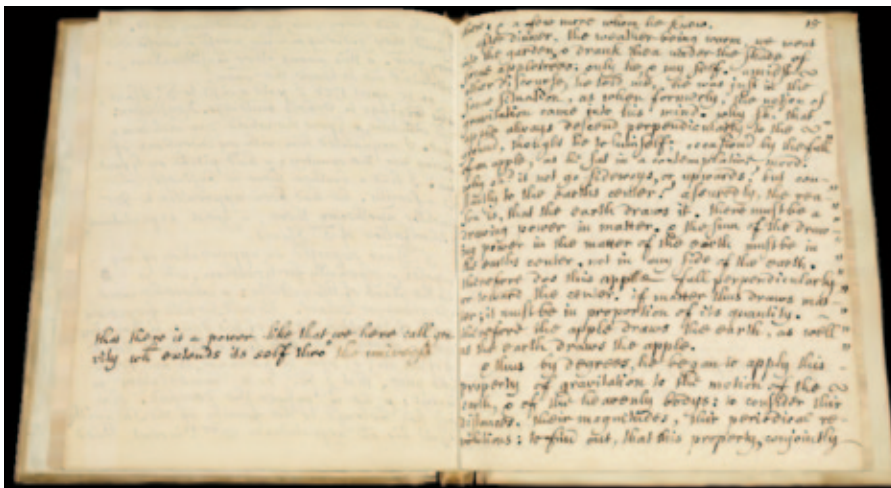 that there is a power like that we here call gra
vity wch extends its self thro' the universe
15
here, & a few more whom he knew.
after dinner, the weather being warm, we went
into the garden, & drank thea under the shade of
some appletrees; only he, & my self. amidst
other discourse, he told me, he was just in the
same situation, as when formerly, the notion of
gravitation came into his mind. why sh.d that
apple always descend perpendicularly to the
ground, thought he to himself; occasion'd by the fall
of an apple, as he sat in a contemplative mood.
why sh.d it not go sideways, or upwards? but con-
stantly to the earths center? assuredly, the rea-
son is, that the earth draws it. there must be a
drawing power in matter. & the sum of the draw-
ing power in the matter of the earth must be in
the earths center, not in any side of the earth.
therefore dos this apple fall perpendicularly
or toward the center. if matter thus draws mat-
ter; it must be in proportion of its quantity.
therefore the apple draws the earth, as well
as the earth draws the apple.
& thus by degrees, he began to apply this
property of gravitation to the motion of the
earth, & of the heavenly bodys: to consider thir
distances, their magnitudes, thir periodical re-
volutions: to find out, that this property, conjointly